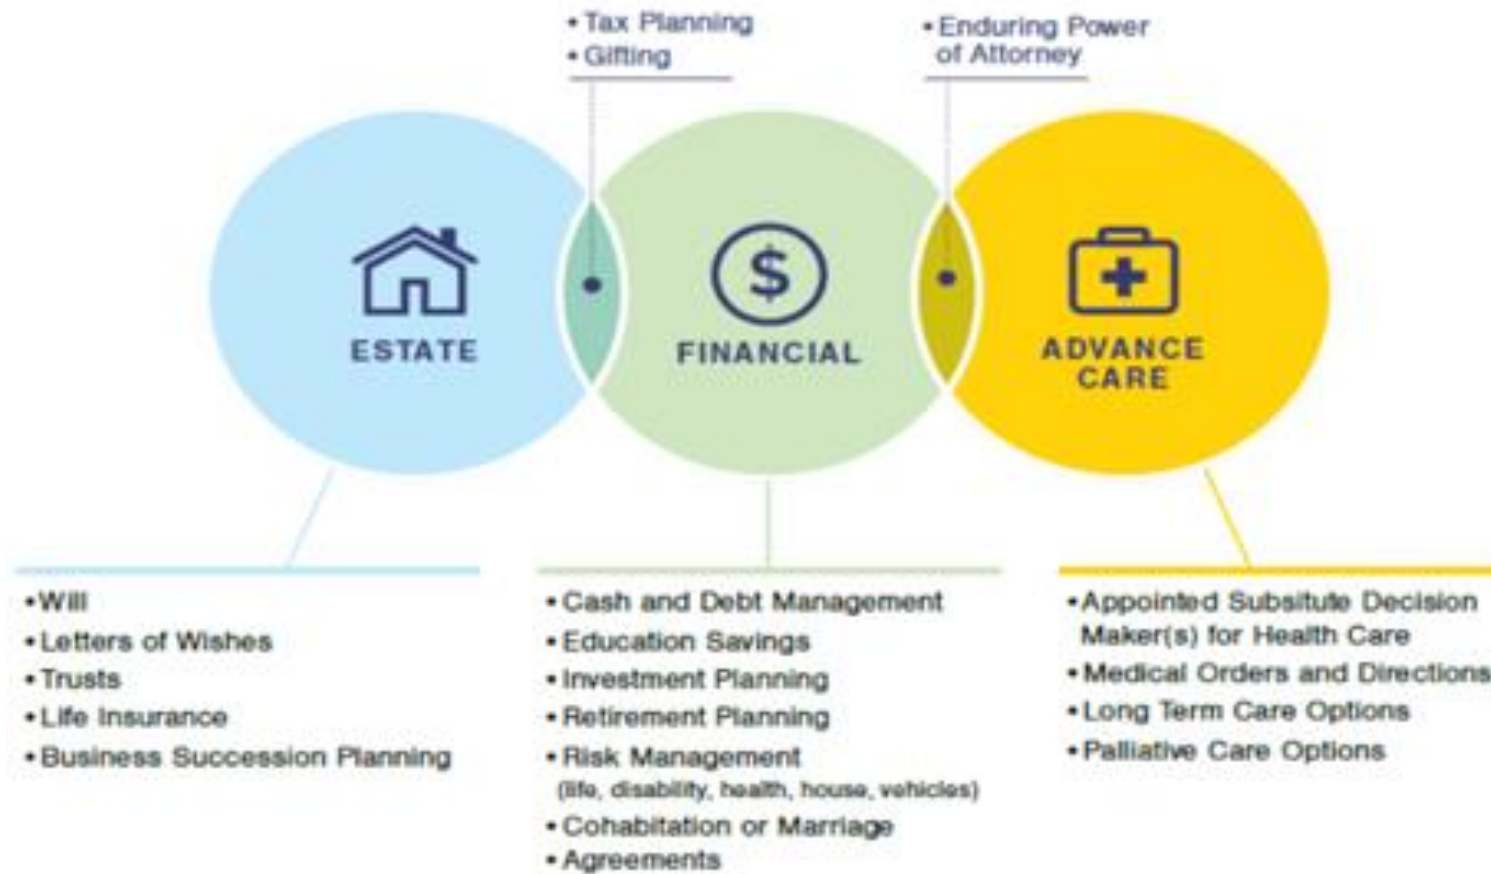 • Tax Planning
• Gifting
• Enduring Power
of Attorney
$
ESTATE
FINANCIAL
ADVANCE
CARE
• Will
• Letters of Wishes
• Trusts
• Life Insurance
• Business Succession Planning
• Cash and Debt Management
• Education Savings
• Investment Planning
• Retirement Planning
• Risk Management
(life, disability, health, house, vehicles)
• Cohabitation or Marriage
• Agreements
• Appointed Subsitute Decision
Maker(s) for Health Care
• Medical Orders and Directions
• Long Term Care Options
• Palliative Care Options